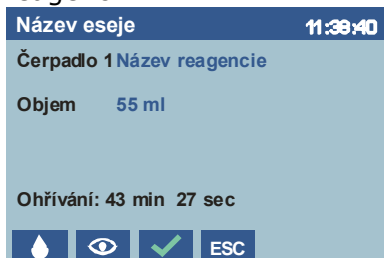 Název eseje 11:38:40
Čerpadlo 1 Název reagencie
Objem 55 ml
Ohřívání: 43 min 27 sec
ESC